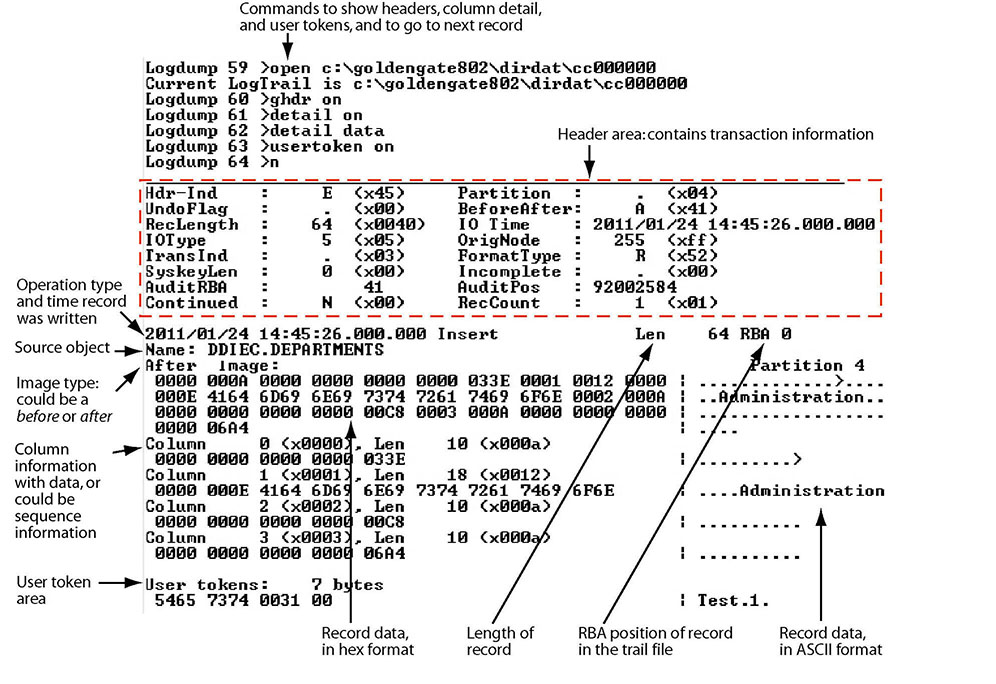 Commands to show headers, column detail,
and user tokens, and to go to next record
Logdump 59 >open c:\goldengate802\dirdat\cc000000
Current LogTrail is c:\goldengate802\dirdat\cc000000
Logdump 60 >ghdr on
Logdump 61 >detail on
Logdump 62 >detail data
Logdump 63 >usertoken on
Logdump 64 >n
Header area: contains transaction information
Hdr-Ind : E (x45) Partition : . (x04)
UndoFlag : . (x00) BeforeAfter: A (x41)
RecLength : 64 (x0040) IO Time : 2011/01/24 14:45:26.000.000
IOType : 5 (x05) OrigNode : 255 (xff)
TransInd : . (x03) FormatType : R (x52)
SyskeyLen : 0 (x00) Incomplete : . (x00)
AuditRBA : 41 AuditPos : 92002584
Continued : N (x00) RecCount : 1 (x01)
Operation type
and time record
was written
2011/01/24 14:45:26.000.000 Insert Len 64 RBA 0
Source object
Name: DDIEC.DEPARTMENTS
After Image: Partition 4
Image type:
could be a
before or after
0000 000A 0000 0000 0000 0000 033E 0001 0012 0000 | .............>....
000E 4164 6D69 6E69 7374 7261 7469 6F6E 0002 000A | ..Administration..
0000 0000 0000 0000 00C8 0003 000A 0000 0000 0000 | ..................
0000 06A4 | ....
Column
information
with data, or
could be
sequence
information
Column 0 (x0000), Len 10 (x000a)
0000 0000 0000 0000 033E | .........>
Column 1 (x0001), Len 18 (x0012)
0000 000E 4164 6D69 6E69 7374 7261 7469 6F6E | ....Administration
Column 2 (x0002), Len 10 (x000a)
0000 0000 0000 0000 00C8 | ..........
Column 3 (x0003), Len 10 (x000a)
0000 0000 0000 0000 06A4 | ..........
User token
area
User tokens: 7 bytes
5465 7374 0031 00 | Test.1.
Record data,
in hex format
Length of
record
RBA position of record
in the trail file
Record data,
in ASCII format